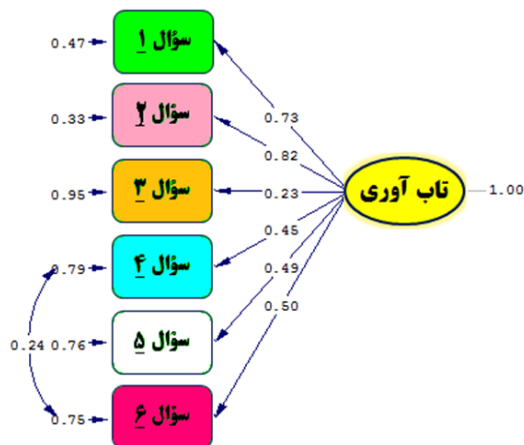 0.47
سؤال ۱
0.73
0.33
سؤال ۲
0.82
0.95
سؤال ۳
0.23
تاب آوری
1.00
0.79
سؤال ۴
0.45
0.24
0.76
سؤال ۵
0.49
0.75
سؤال ۶
0.50